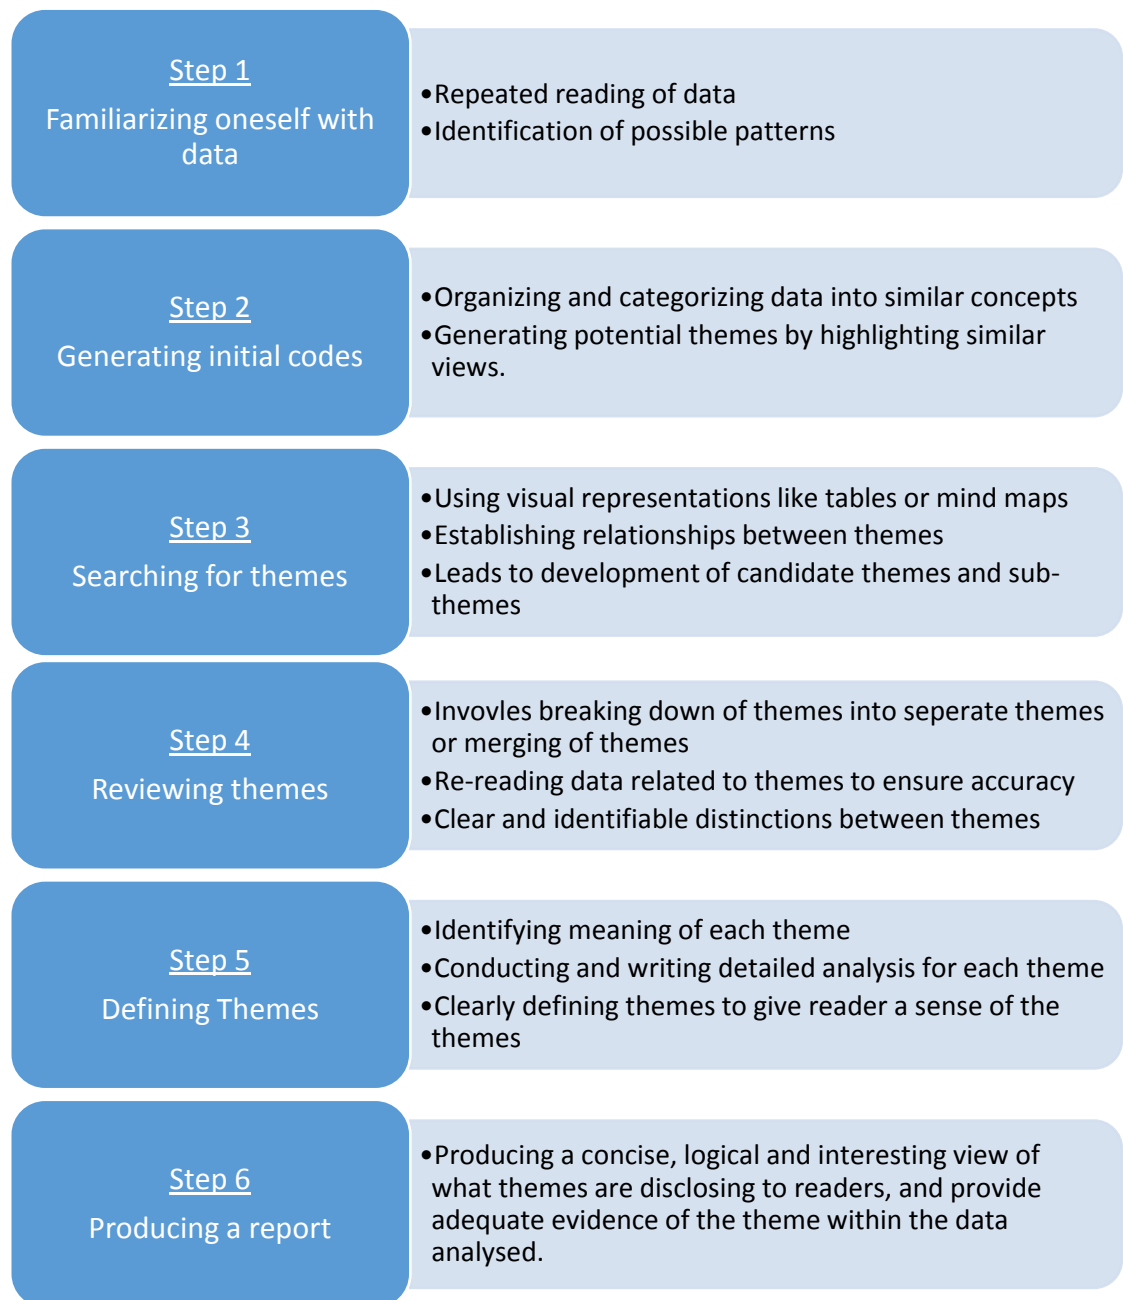 Step 1
Familiarizing oneself with
data
•Repeated reading of data
•Identification of possible patterns
Step 2
Generating initial codes
•Organizing and categorizing data into similar concepts
•Generating potential themes by highlighting similar
views.
Step 3
Searching for themes
•Using visual representations like tables or mind maps
•Establishing relationships between themes
•Leads to development of candidate themes and sub-
themes
Step 4
Reviewing themes
•Invovles breaking down of themes into seperate themes
or merging of themes
•Re-reading data related to themes to ensure accuracy
•Clear and identifiable distinctions between themes
Step 5
Defining Themes
•Identifying meaning of each theme
•Conducting and writing detailed analysis for each theme
•Clearly defining themes to give reader a sense of the
themes
Step 6
Producing a report
•Producing a concise, logical and interesting view of
what themes are disclosing to readers, and provide
adequate evidence of the theme within the data
analysed.